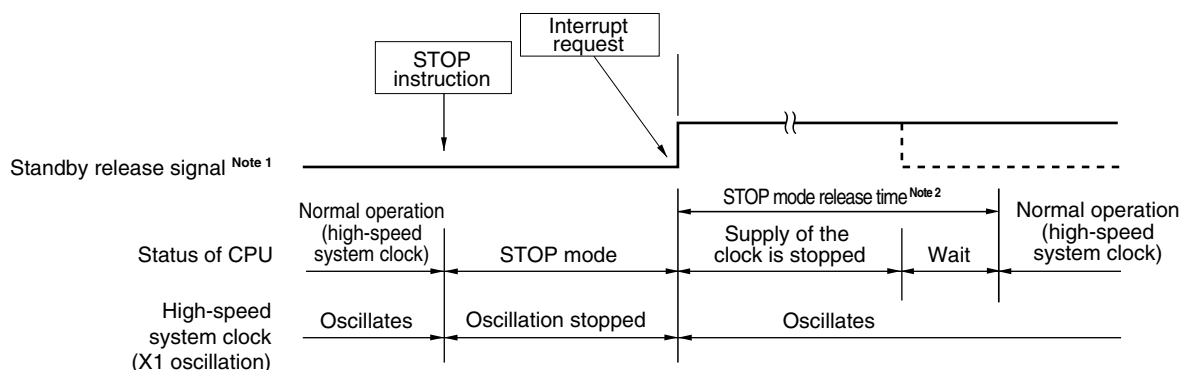 Interrupt
request
STOP
instruction
Standby release signal Note 1
STOP mode release time Note 2
Normal operation
(high-speed
system clock)
Supply of the
clock is stopped
Normal operation
(high-speed
system clock)
Status of CPU
STOP mode
Wait
High-speed
system clock
(X1 oscillation)
Oscillates
Oscillation stopped
Oscillates